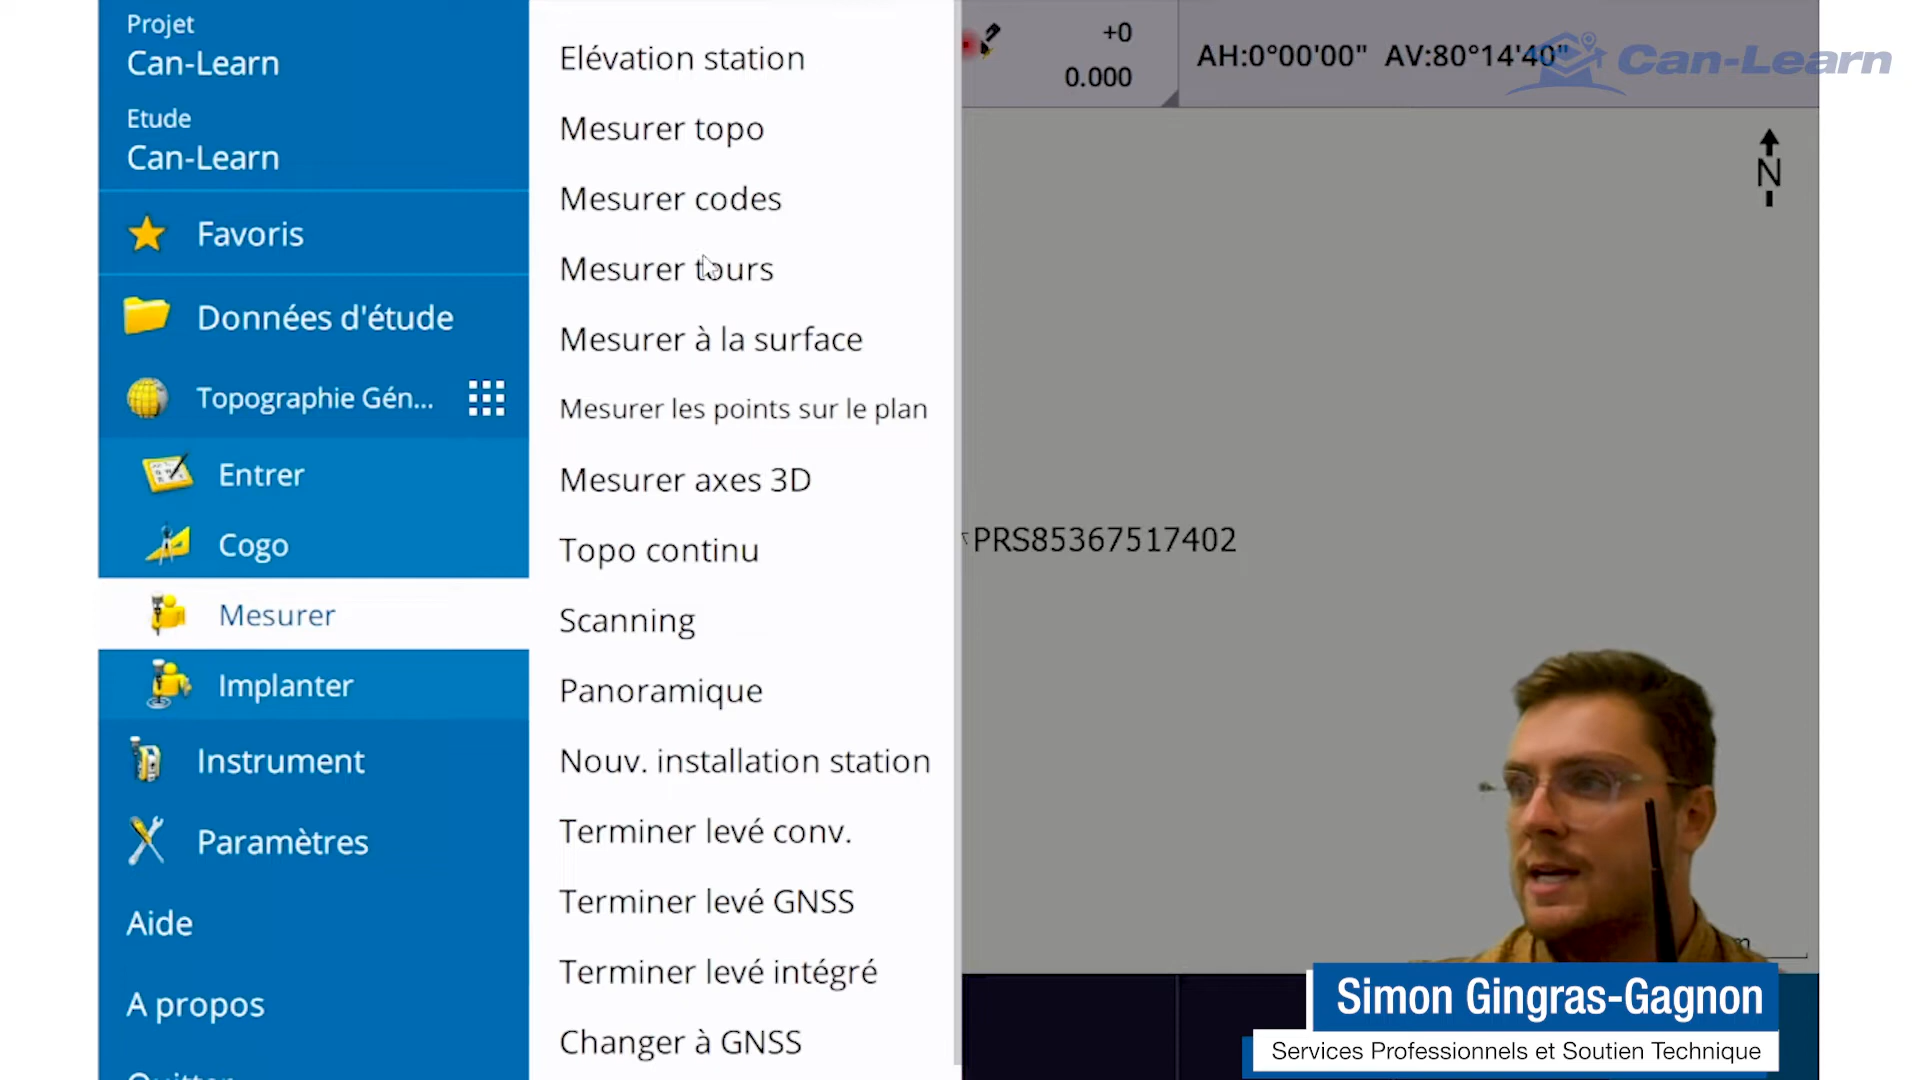 Projet
Can-Learn
Etude
Can-Learn
Favoris
Données d'étude
Topographie Gén...
Entrer
Cogo
Mesurer
Implanter
Instrument
Paramètres
Aide
A propos
Quitter
Elévation station
Mesurer topo
Mesurer codes
Mesurer tours
Mesurer à la surface
Mesurer les points sur le plan
Mesurer axes 3D
Topo continu
Scanning
Panoramique
Nouv. installation station
Terminer levé conv.
Terminer levé GNSS
Terminer levé intégré
Changer à GNSS
+0
0.000
AH:0°00'00" AV:80°14'40"
Can-Learn
N
PRS85367517402
m
Simon Gingras-Gagnon
Services Professionnels et Soutien Technique